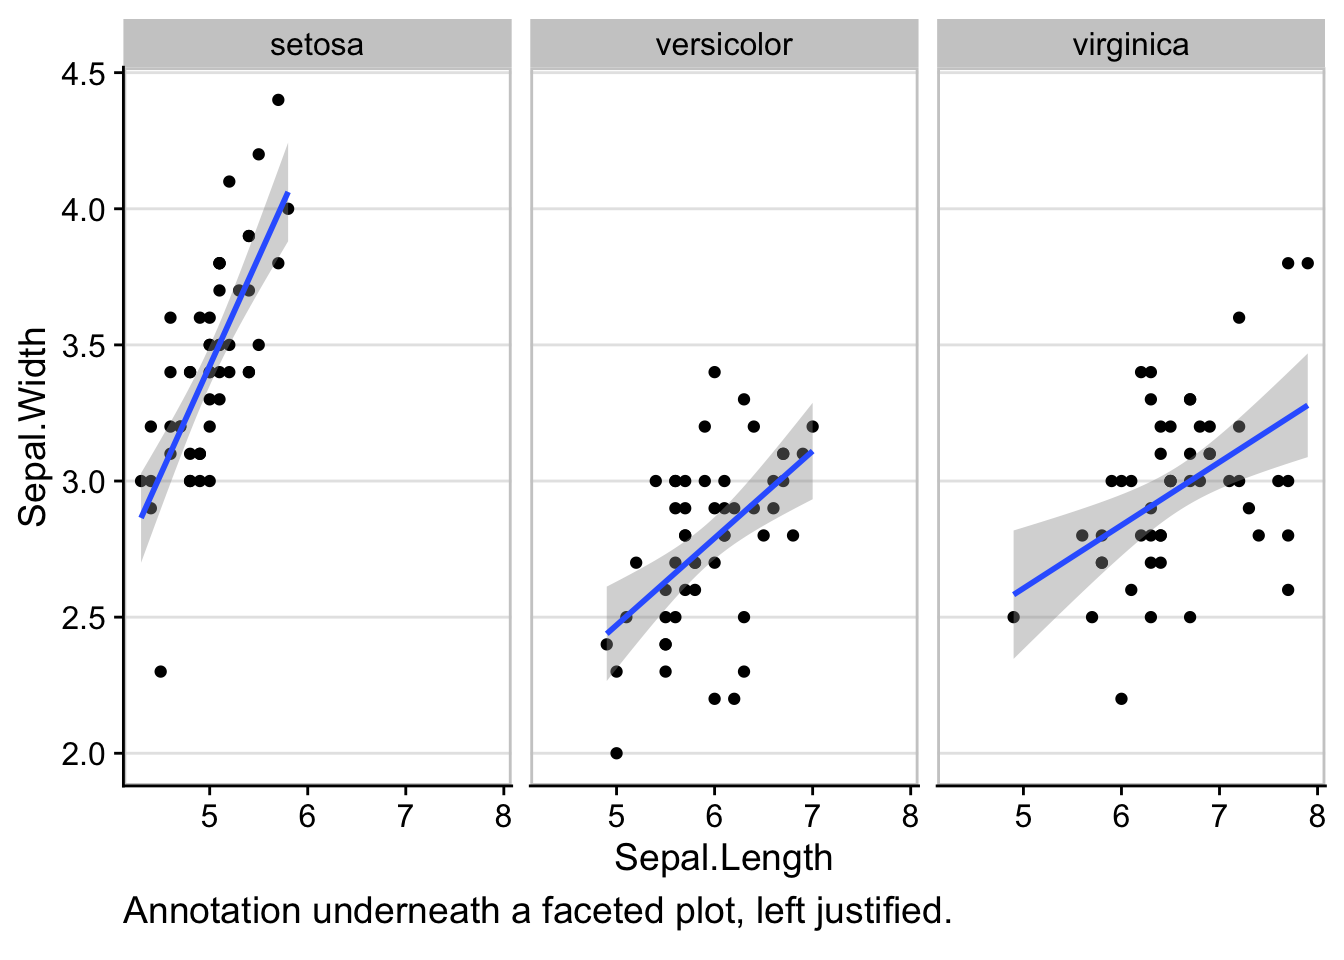 setosa versicolor virginica
4.5
4.0
3.5
3.0
2.5
2.0
Sepal.Width
5 6 7 8 5 6 7 8 5 6 7 8
Sepal.Length
Annotation underneath a faceted plot, left justified.